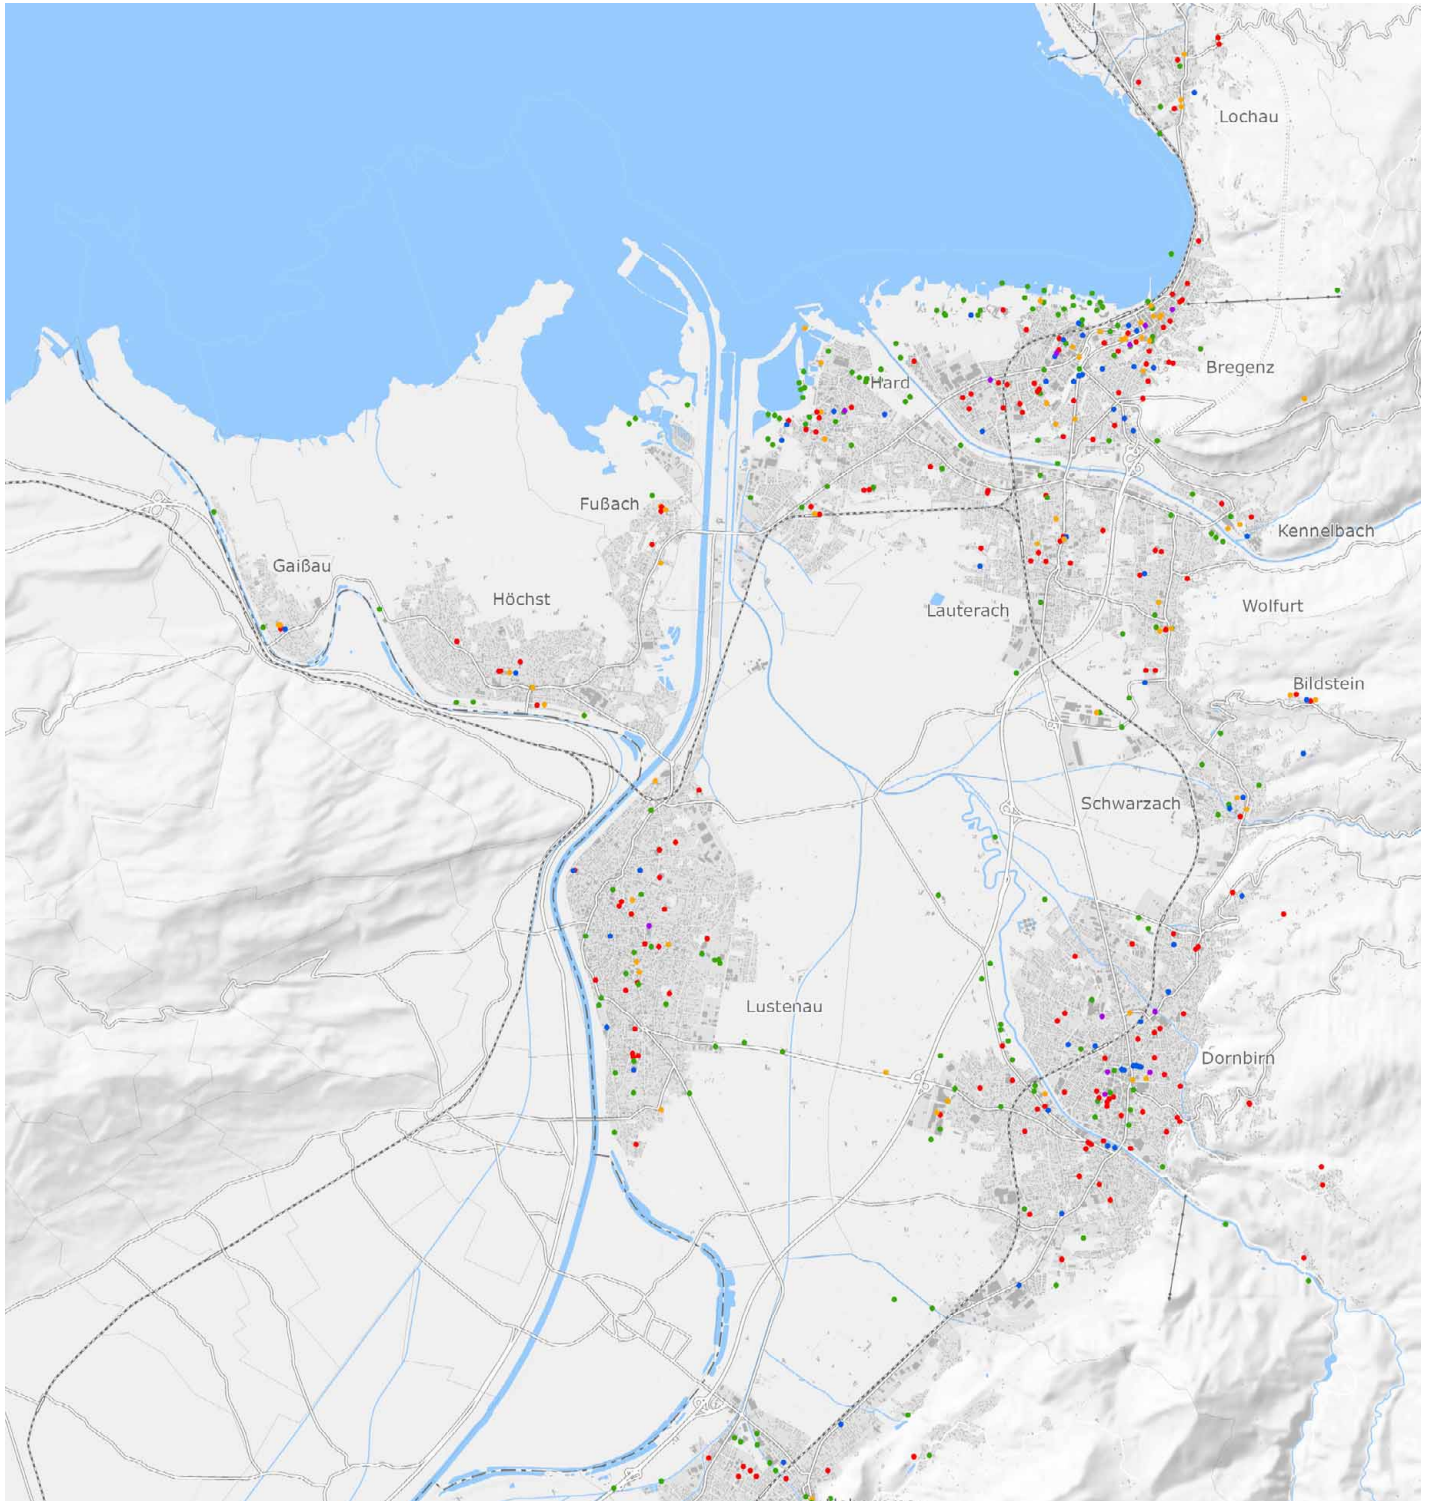 Lochau
Bregenz
Hard
Fußach
Kennelbach
Gaißau
Höchst
Lauterach
Wolfurt
Bildstein
Schwarzach
Lustenau
Dornbirn